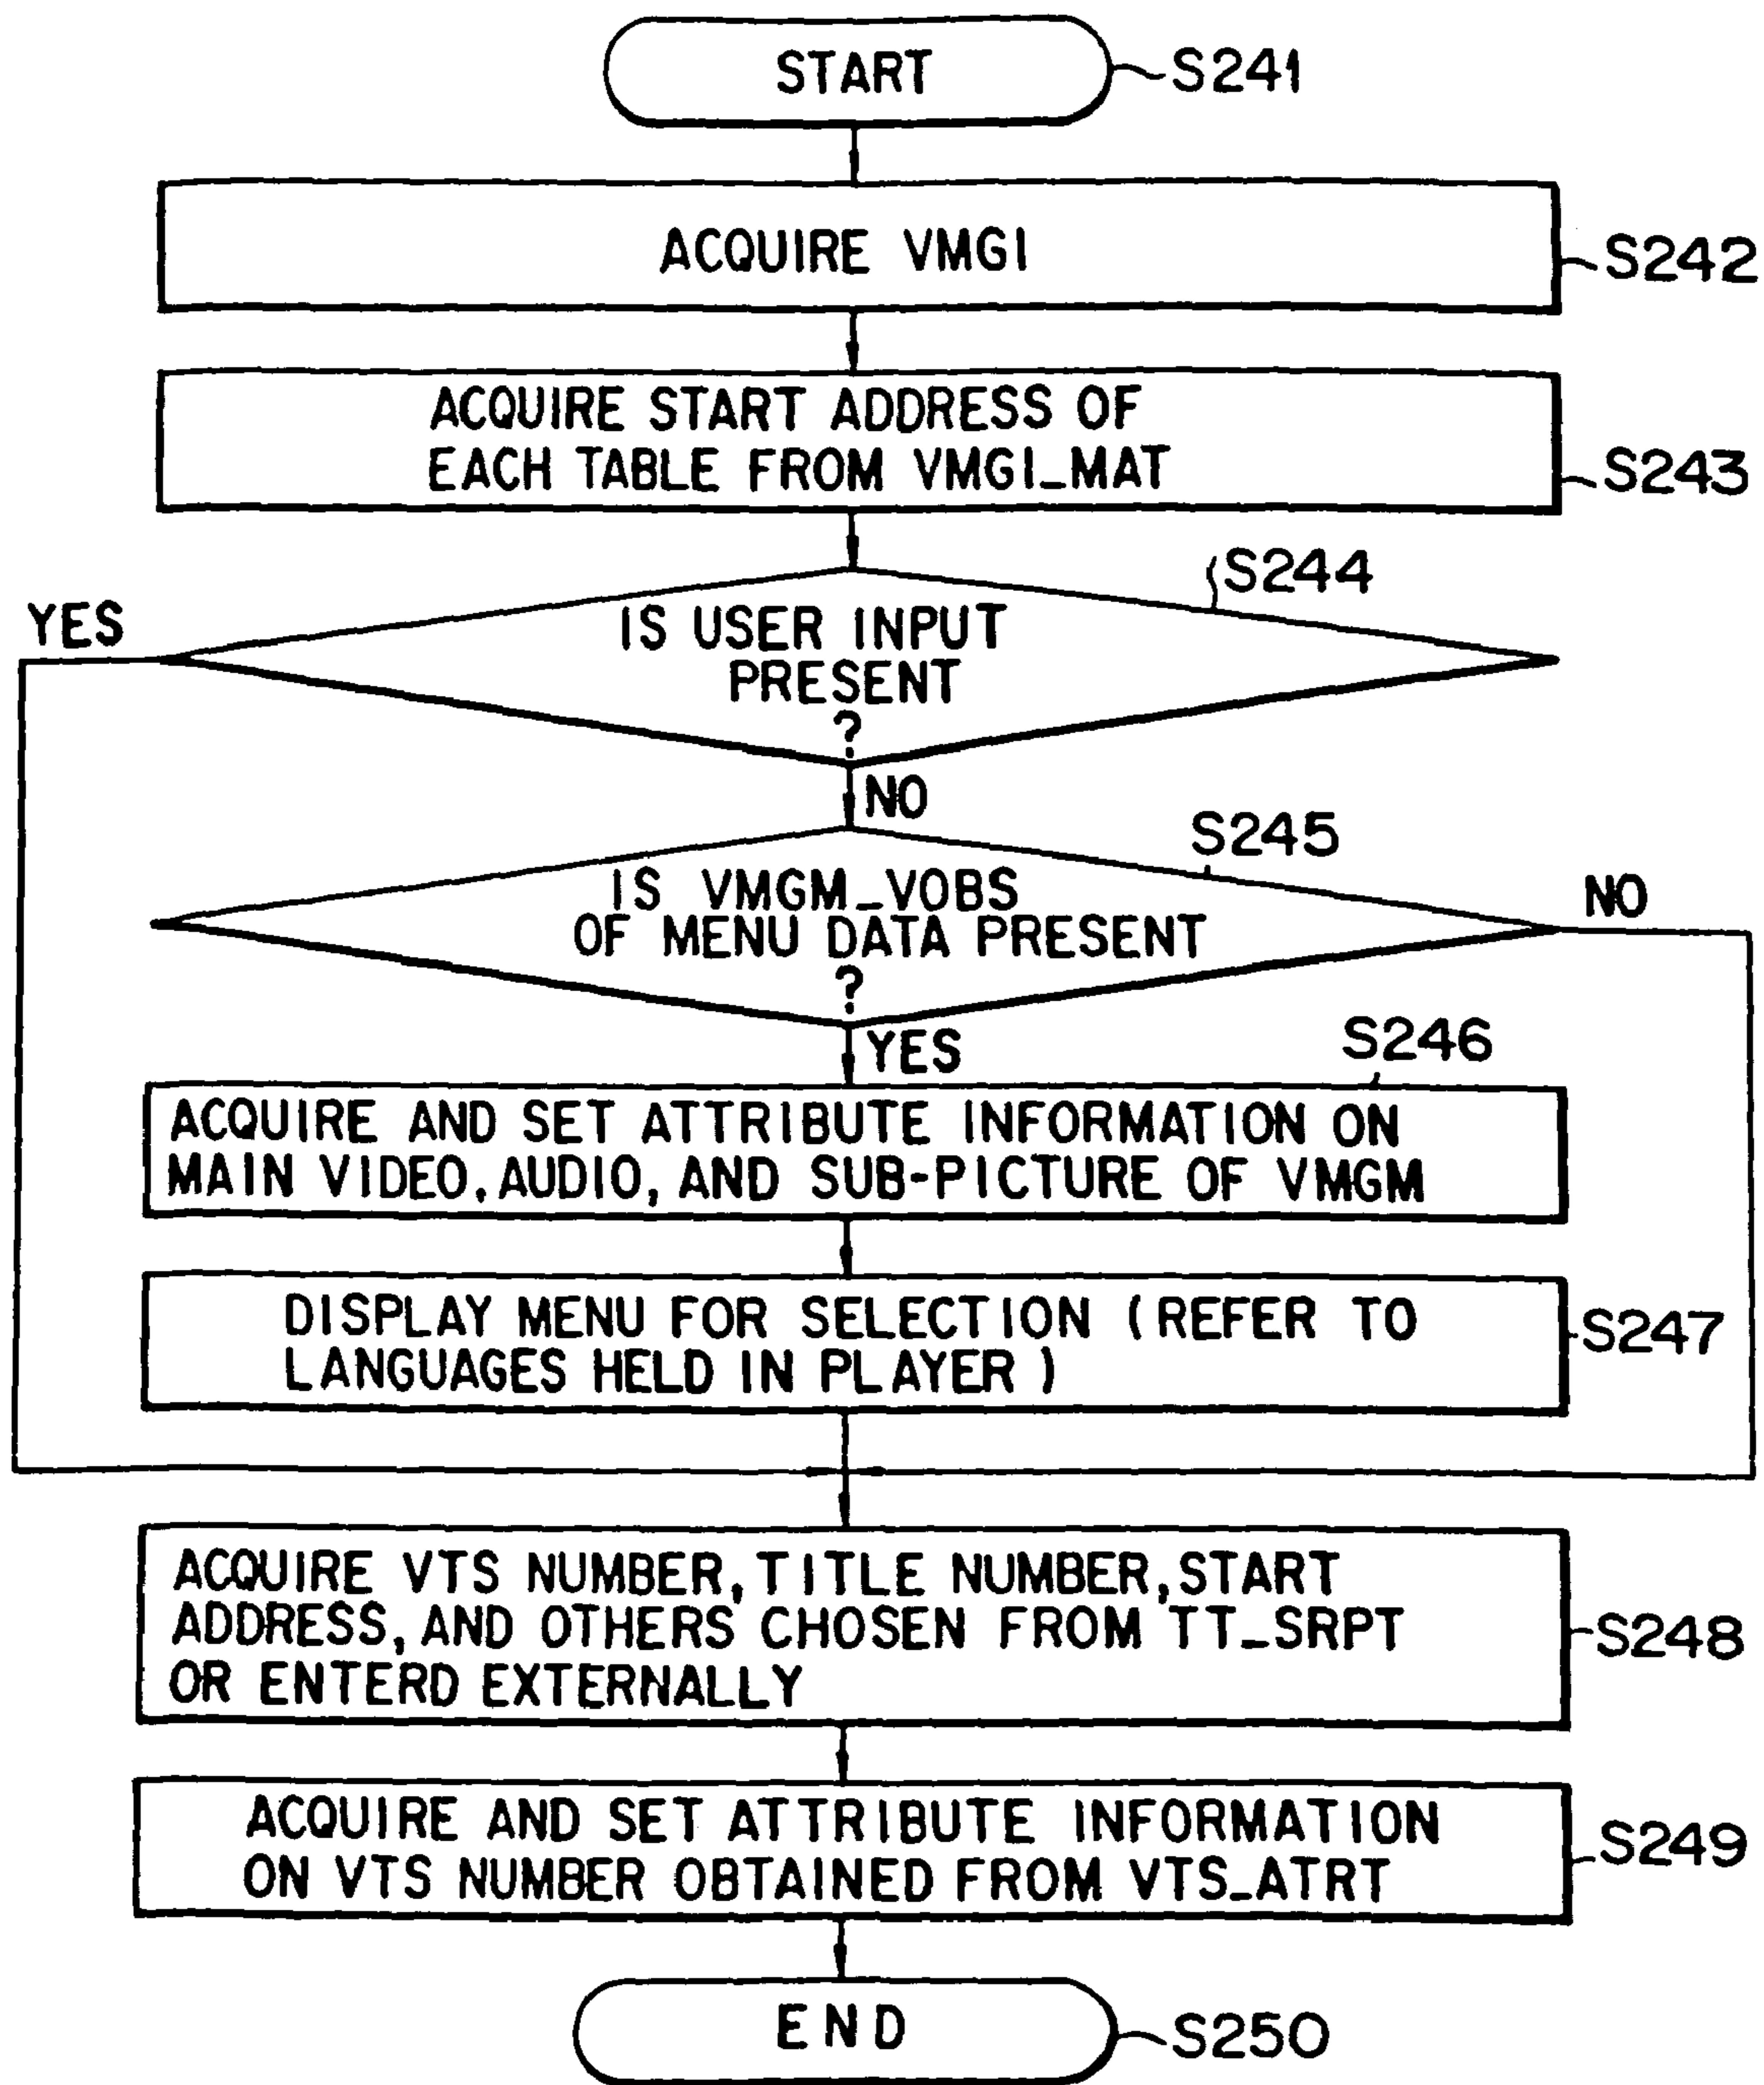 START
S241
ACQUIRE VMGI
S242
ACQUIRE START ADDRESS OF
EACH TABLE FROM VMGI_MAT
S243
S244
YES
IS USER INPUT
PRESENT
?
NO
S245
IS VMGM_VOBS
OF MENU DATA PRESENT
?
NO
YES
S246
ACQUIRE AND SET ATTRIBUTE INFORMATION ON
MAIN VIDEO, AUDIO, AND SUB-PICTURE OF VMGM
DISPLAY MENU FOR SELECTION (REFER TO
LANGUAGES HELD IN PLAYER)
S247
ACQUIRE VTS NUMBER, TITLE NUMBER, START
ADDRESS, AND OTHERS CHOSEN FROM TT_SRPT
OR ENTERD EXTERNALLY
S248
ACQUIRE AND SET ATTRIBUTE INFORMATION
ON VTS NUMBER OBTAINED FROM VTS_ATRT
S249
END
S250